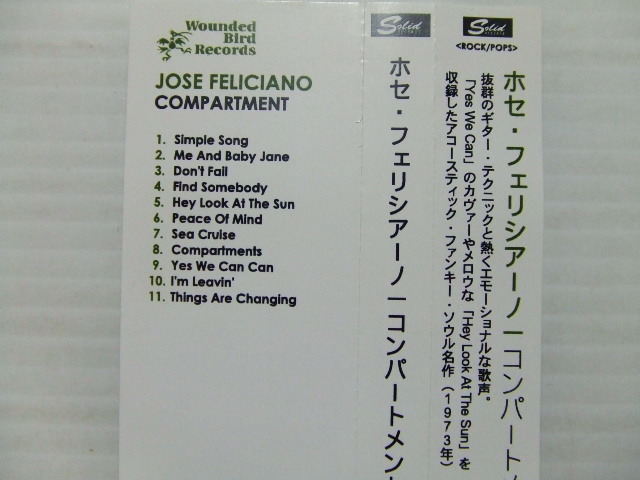 Wounded
Bird
Records
JOSE FELICIANO
COMPARTMENT
1. Simple Song
2. Me And Baby Jane
3. Don't Fail
4. Find Somebody
5. Hey Look At The Sun
6. Peace Of Mind
7. Sea Cruise
8. Compartments
9. Yes We Can Can
10. I'm Leavin'
11. Things Are Changing
Solid
ホセ・フェリシアーノ|コンパートメン
Solid
<ROCK/POPS>
ホセ・フェリシアーノ|コンパート
抜群のギター・テクニックと熱くエモーショナルな歌声。
「Yes We Can」のカヴァーやメロウな「Hey Look At The Sun」を
収録したアコースティック・ファンキー・ソウル名作(1973年)